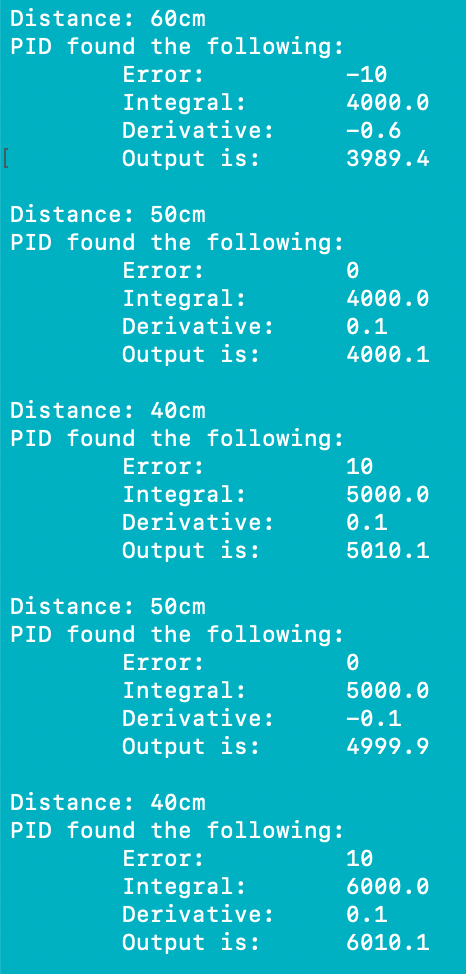 Distance: 60cm
PID found the following:
Error: -10
Integral: 4000.0
Derivative: -0.6
[ Output is: 3989.4
Distance: 50cm
PID found the following:
Error: 0
Integral: 4000.0
Derivative: 0.1
Output is: 4000.1
Distance: 40cm
PID found the following:
Error: 10
Integral: 5000.0
Derivative: 0.1
Output is: 5010.1
Distance: 50cm
PID found the following:
Error: 0
Integral: 5000.0
Derivative: -0.1
Output is: 4999.9
Distance: 40cm
PID found the following:
Error: 10
Integral: 6000.0
Derivative: 0.1
Output is: 6010.1